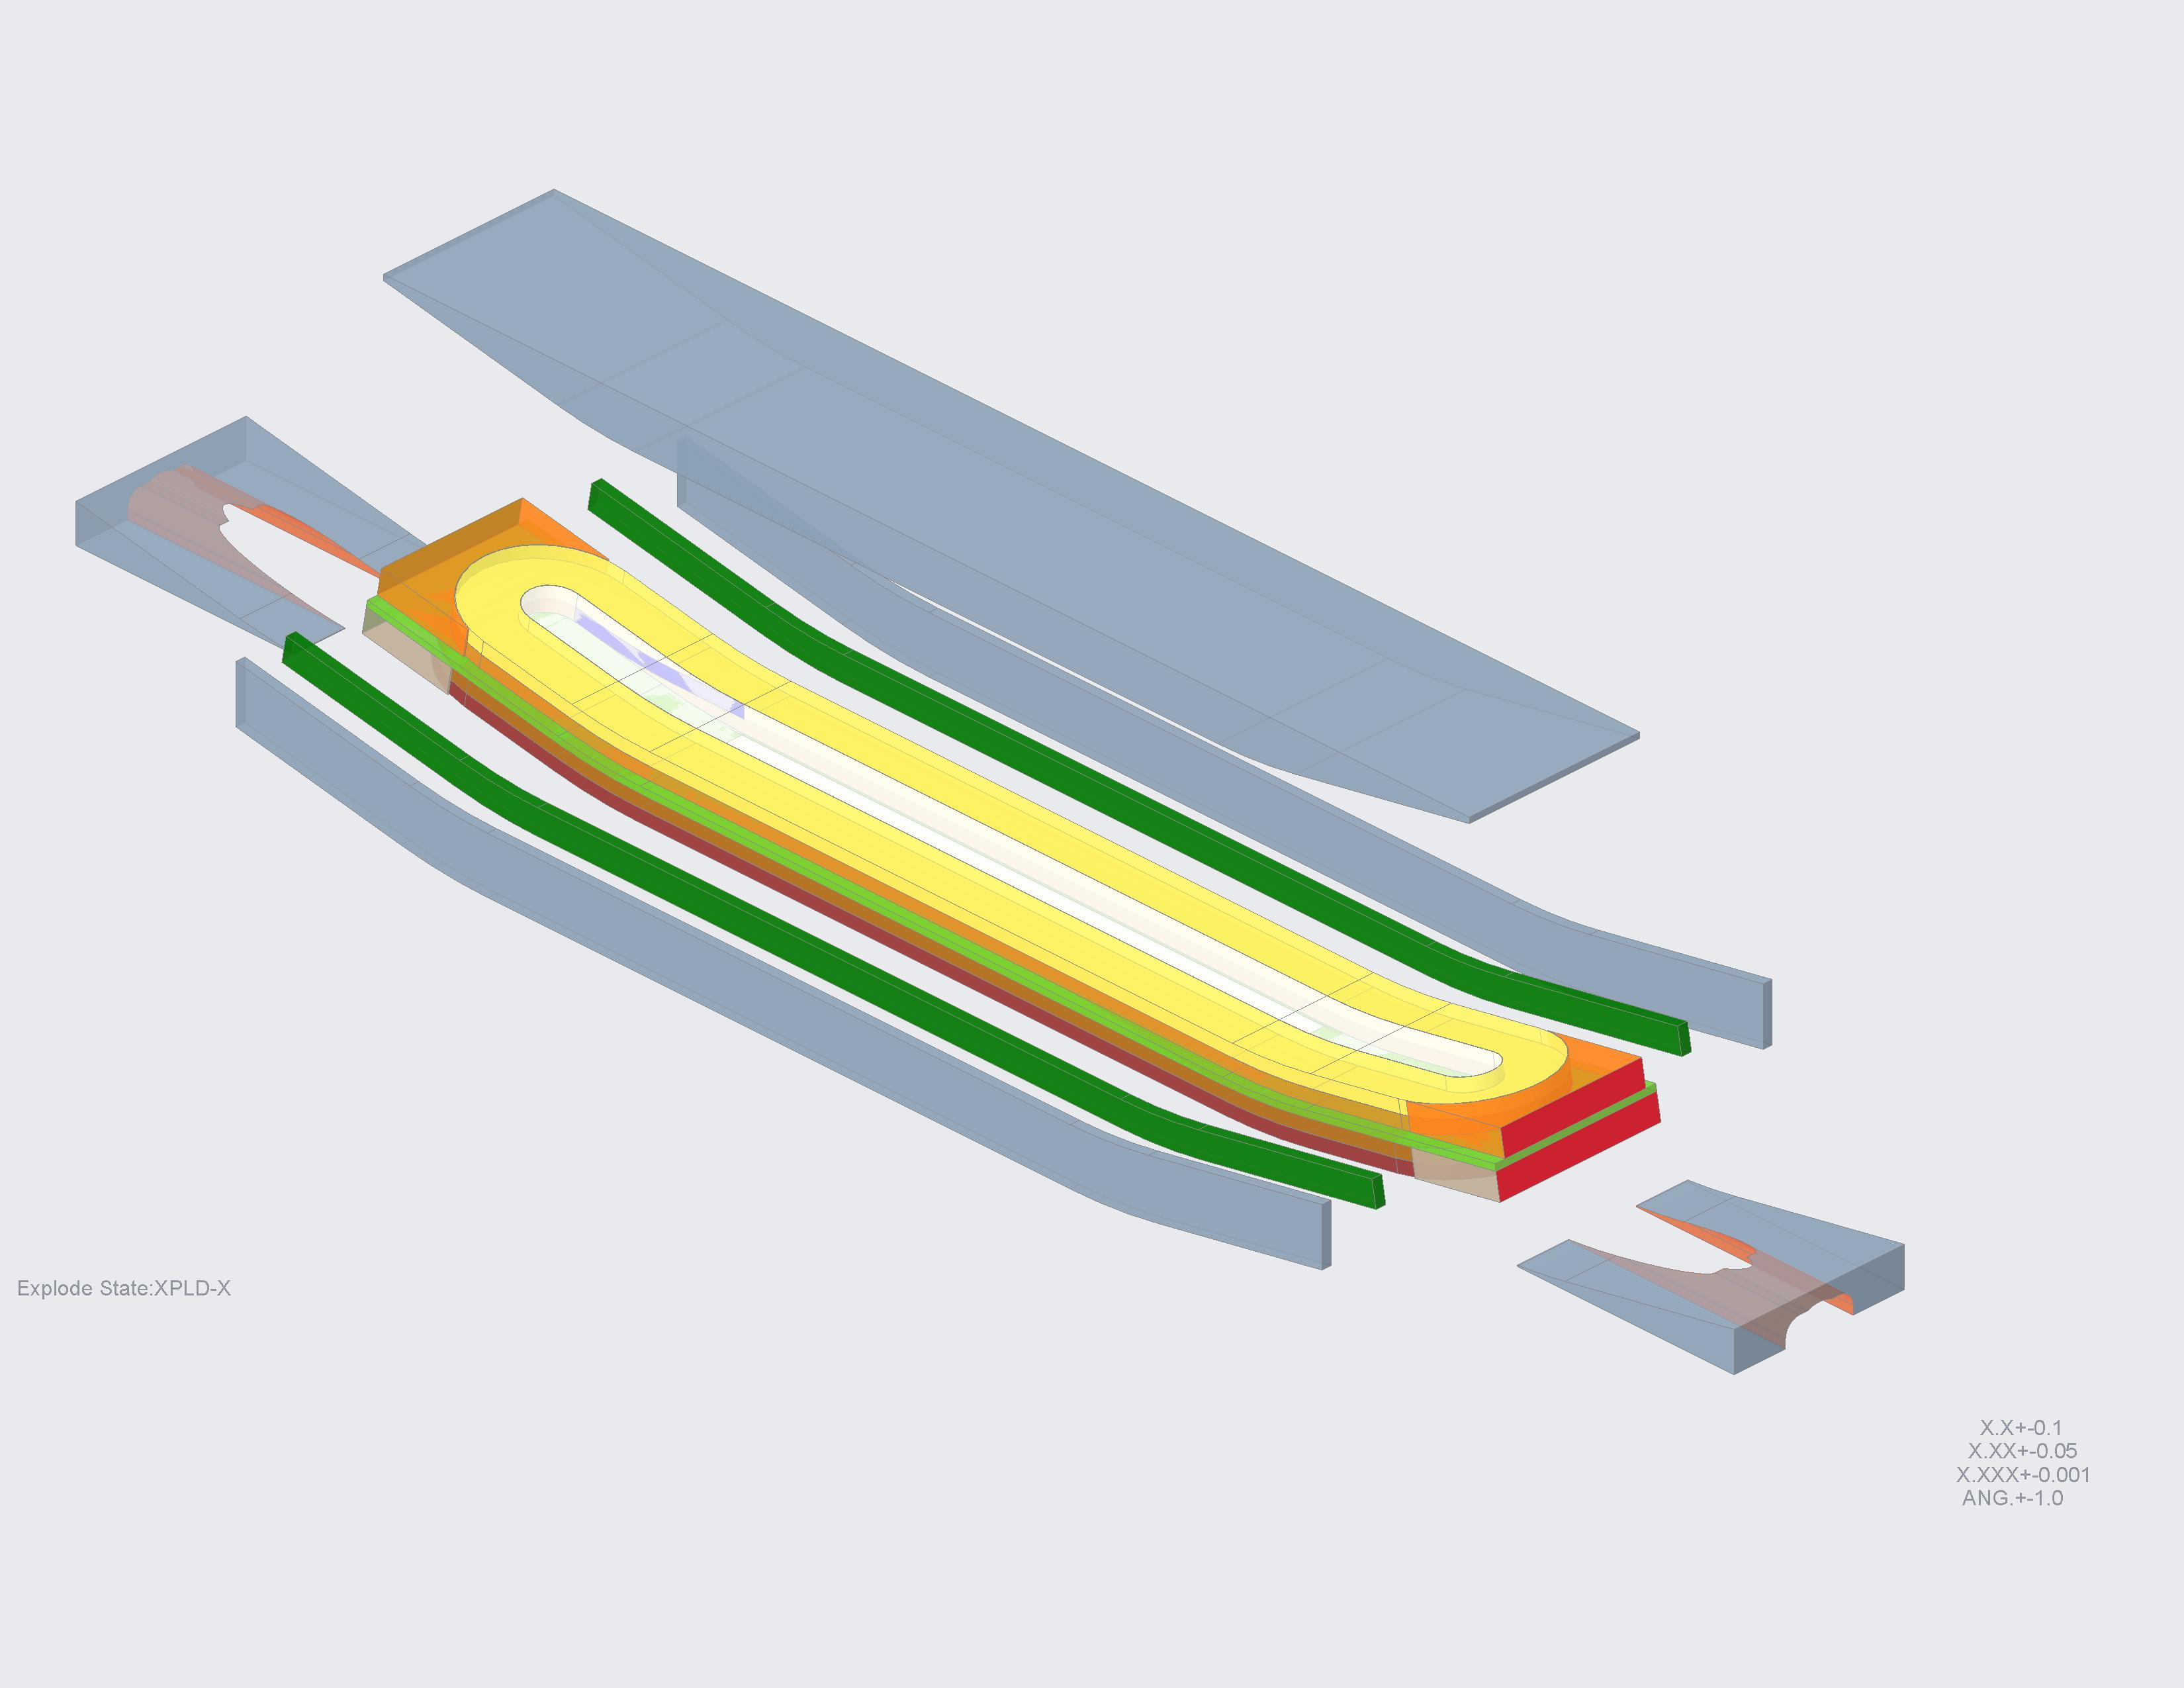 Explode State:XPLD-X
X.X+-0.1
X.XX+-0.05
X.XXX+-0.001
ANG.+-1.0